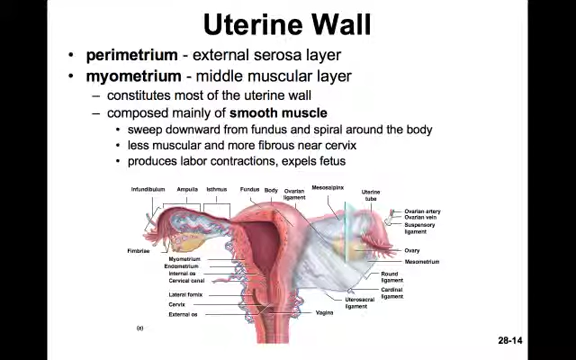 Uterine Wall
• perimetrium - external serosa layer
• myometrium - middle muscular layer
– constitutes most of the uterine wall
– composed mainly of smooth muscle
• sweep downward from fundus and spiral around the body
• less muscular and more fibrous near cervix
• produces labor contractions, expels fetus
Infundibulum Ampulla Isthmus Fundus Body Ovarian ligament Mesosalpinx Uterine tube
Ovarian artery
Ovarian vein
Suspensory
ligament
Fimbriae
Ovary
Myometrium
Mesometrium
Endometrium
Internal os
Round
ligament
Cervical canal
Cardinal
ligament
Lateral fornix
Uterosacral
ligament
Cervix
Vagina
External os
(a)
28-14